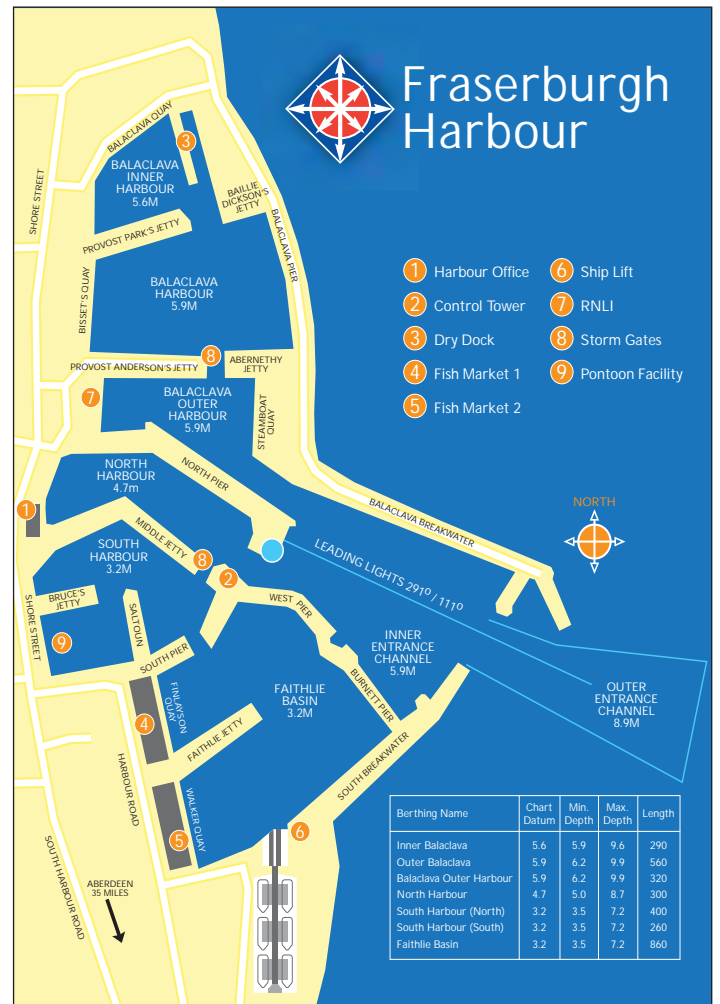 Fraserburgh
Harbour
1 Harbour Office
2 Control Tower
3 Dry Dock
4 Fish Market 1
5 Fish Market 2
6 Ship Lift
7 RNLI
8 Storm Gates
9 Pontoon Facility
BALACLAVA QUAY
3
BALACLAVA
INNER
HARBOUR
5.6M
BAILLIE
DICKSON'S
JETTY
SHORE STREET
PROVOST PARK'S JETTY
BALACLAVA PIER
BISSET'S QUAY
BALACLAVA
HARBOUR
5.9M
8
PROVOST ANDERSON'S JETTY
ABERNETHY
JETTY
7
BALACLAVA
OUTER
HARBOUR
5.9M
STEAMBOAT
QUAY
NORTH
HARBOUR
4.7m
NORTH PIER
BALACLAVA BREAKWATER
NORTH
1
MIDDLE JETTY
LEADING LIGHTS 291º / 111º
SOUTH
HARBOUR
3.2M
8
2
WEST
PIER
BRUCE'S
JETTY
SALTOUN
SHORE STREET
9
SOUTH PIER
INNER
ENTRANCE
CHANNEL
5.9M
BURNETT PIER
FINLAYSON
QUAY
FAITHLIE
BASIN
3.2M
OUTER
ENTRANCE
CHANNEL
8.9M
4
FAITHLIE JETTY
HARBOUR ROAD
SOUTH BREAKWATER
WALKER QUAY
5
6
SOUTH HARBOUR ROAD
ABERDEEN
35 MILES
Berthing Name Chart Datum Min. Depth Max. Depth Length
Inner Balaclava 5.6 5.9 9.6 290
Outer Balaclava 5.9 6.2 9.9 560
Balaclava Outer Harbour 5.9 6.2 9.9 320
North Harbour 4.7 5.0 8.7 300
South Harbour (North) 3.2 3.5 7.2 400
South Harbour (South) 3.2 3.5 7.2 260
Faithlie Basin 3.2 3.5 7.2 860